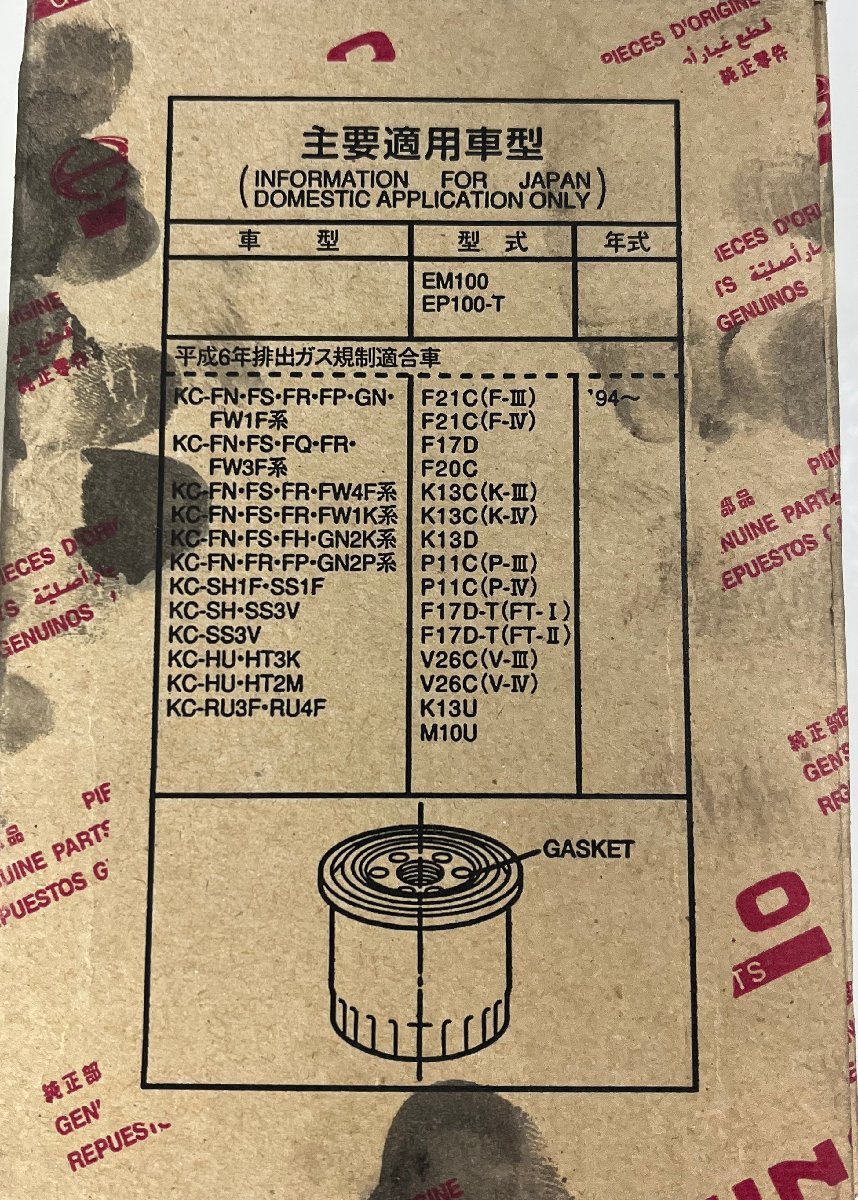 PIECES D'ORIGINE
قطع غيار أصلية
純正零件
主要適用車型
(INFORMATION FOR JAPAN
DOMESTIC APPLICATION ONLY)
車 型 型 式 年式
EM100
EP100-T
平成6年排出ガス規制適合車
KC-FN・FS・FR・FP・GN・ F21C(F-Ⅲ) '94〜
FW1F系 F21C(F-Ⅳ)
KC-FN・FS・FQ・FR・ F17D
FW3F系 F20C
KC-FN・FS・FR・FW4F系 K13C(K-Ⅲ)
KC-FN・FS・FR・FW1K系 K13C(K-Ⅳ)
KC-FN・FS・FH・GN2K系 K13D
KC-FN・FR・FP・GN2P系 P11C(P-Ⅲ)
KC-SH1F・SS1F P11C(P-Ⅳ)
KC-SH・SS3V F17D-T(FT-Ⅰ)
KC-SS3V F17D-T(FT-Ⅱ)
KC-HU・HT3K V26C(V-Ⅲ)
KC-HU・HT2M V26C(V-Ⅳ)
KC-RU3F・RU4F K13U
M10U
GASKET
GENUINOS
純正部